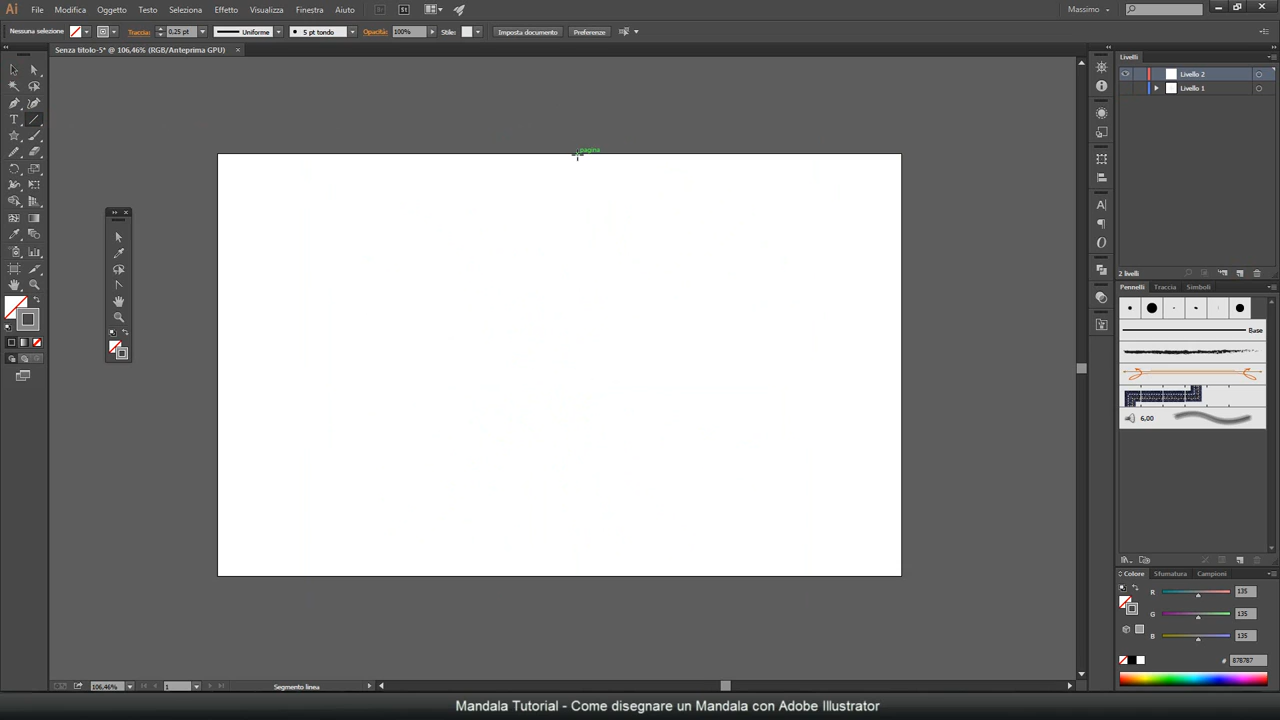 Ai File Modifica Oggetto Testo Seleziona Effetto Visualizza Finestra Aiuto Br St Massimo
Nessuna selezione Traccia: 0,25 pt Uniforme 5 pt tondo Opacità: 100% Stile: Imposta documento Preferenze
Senza titolo-5* @ 106,46% (RGB/Anteprima GPU) ×
Livelli
Livello 2
Livello 1
pagina
2 livelli
Pennelli Traccia Simboli
Base
6,00
Colore Sfumatura Campioni
R 135
G 135
B 135
# 878787
106,46% 1 Segmento linea
Mandala Tutorial - Come disegnare un Mandala con Adobe Illustrator